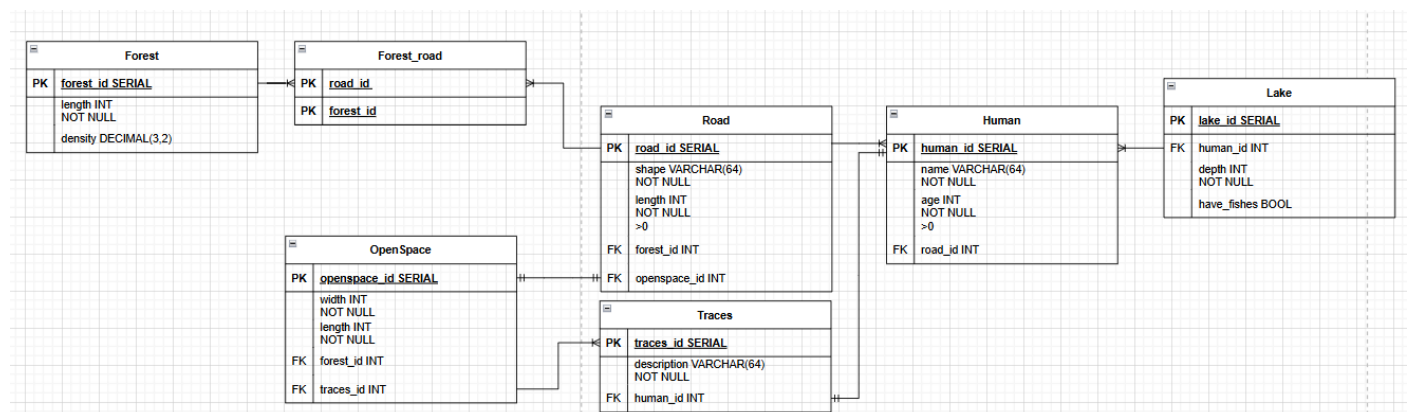 Forest
PK forest_id SERIAL
length INT
NOT NULL
density DECIMAL(3,2)
Forest_road
PK road_id
PK forest_id
Road
PK road_id SERIAL
shape VARCHAR(64)
NOT NULL
length INT
NOT NULL
>0
FK forest_id INT
FK openspace_id INT
Human
PK human_id SERIAL
name VARCHAR(64)
NOT NULL
age INT
NOT NULL
>0
FK road_id INT
Lake
PK lake_id SERIAL
FK human_id INT
depth INT
NOT NULL
have_fishes BOOL
OpenSpace
PK openspace_id SERIAL
width INT
NOT NULL
length INT
NOT NULL
FK forest_id INT
FK traces_id INT
Traces
PK traces_id SERIAL
description VARCHAR(64)
NOT NULL
FK human_id INT